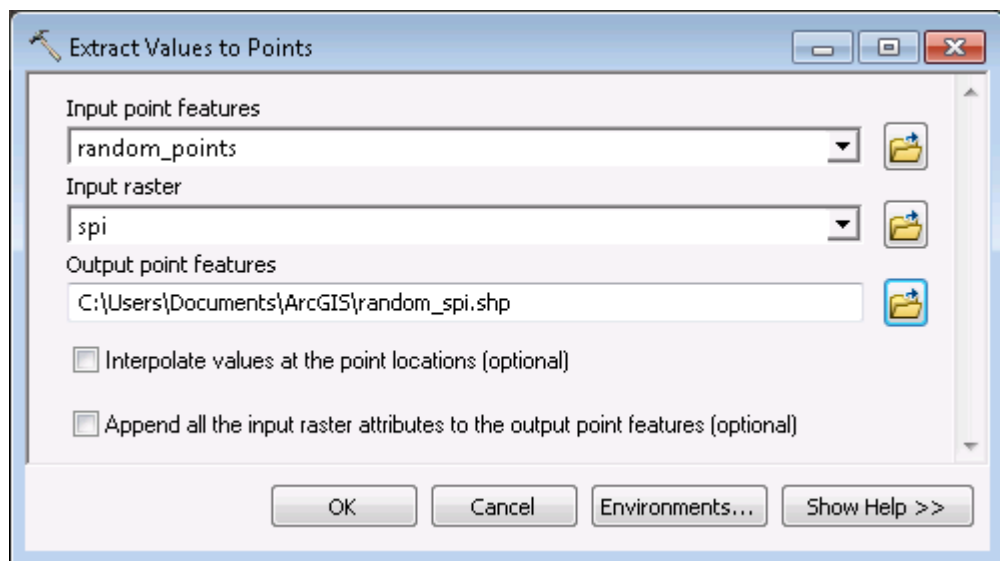 Extract Values to Points
Input point features
random_points
Input raster
spi
Output point features
C:\Users\Documents\ArcGIS\random_spi.shp
Interpolate values at the point locations (optional)
Append all the input raster attributes to the output point features (optional)
OK Cancel Environments... Show Help >>